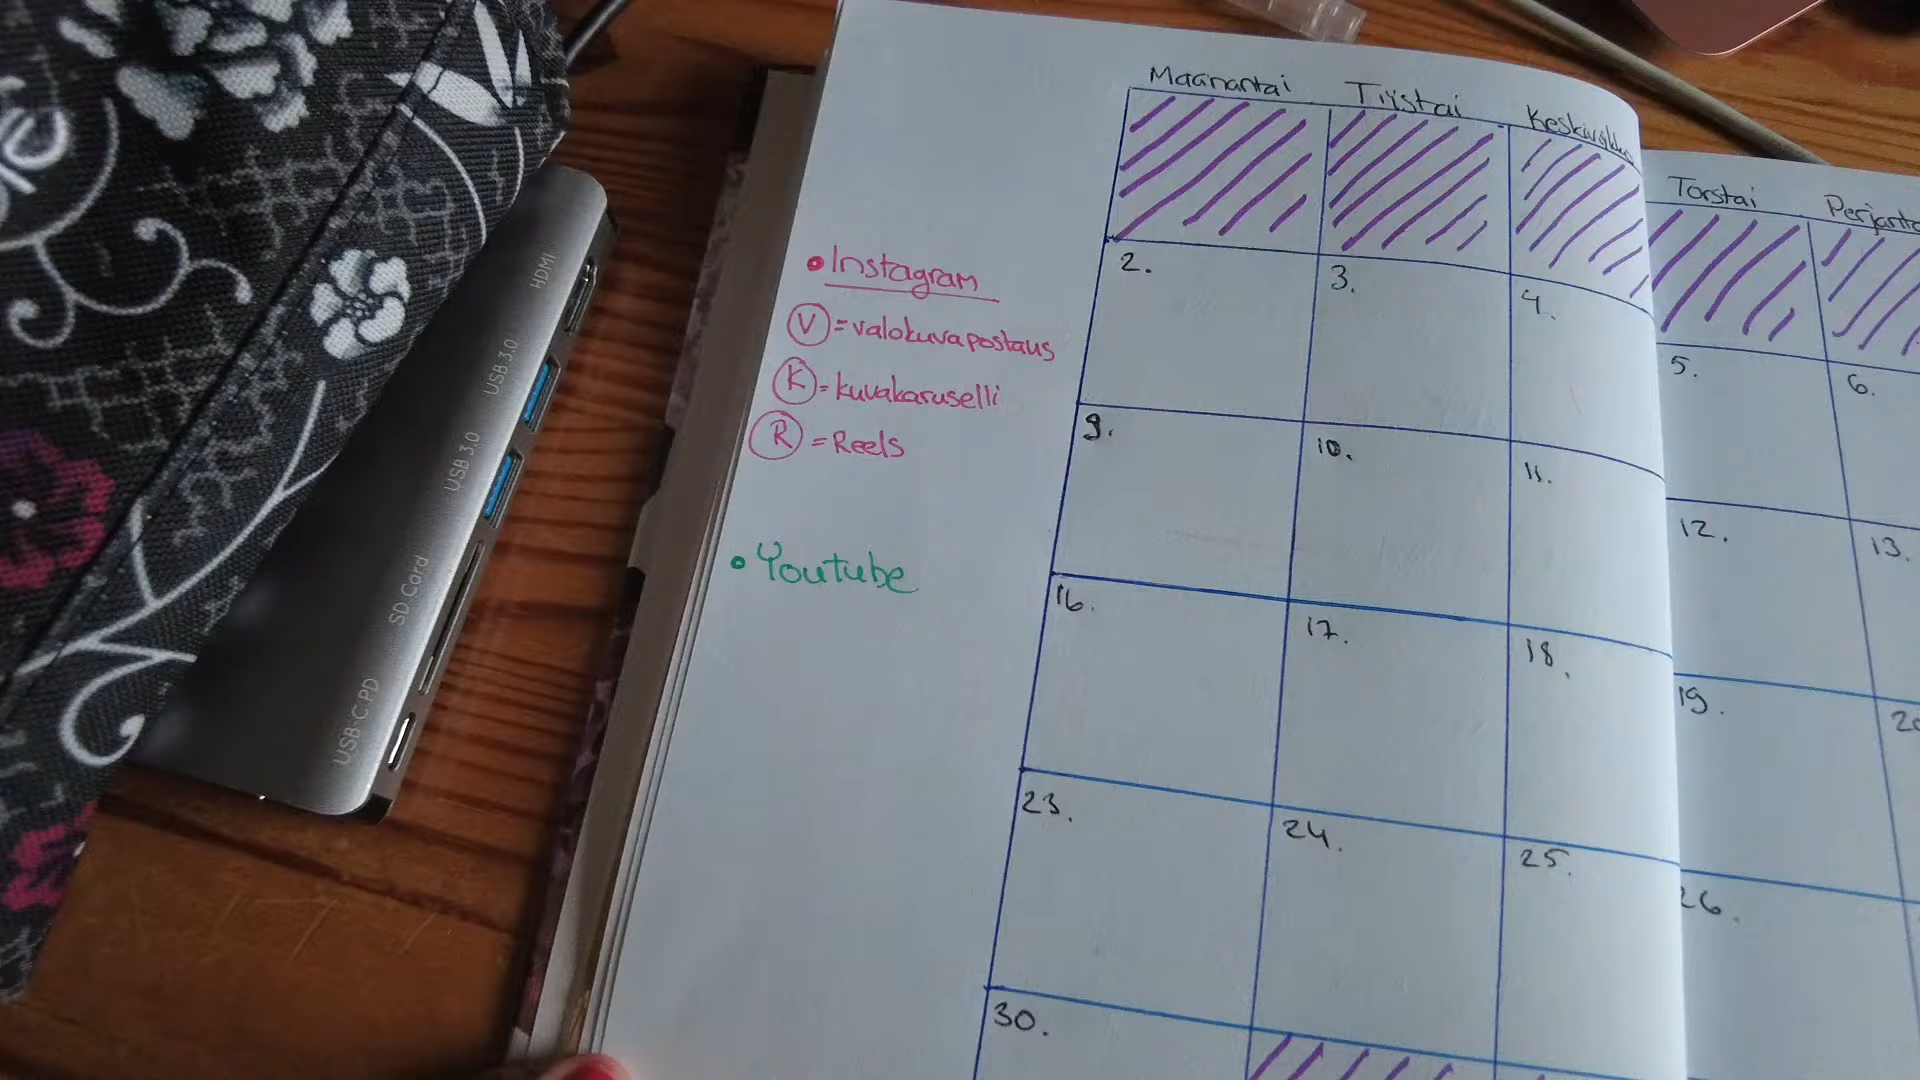 Maanantai Tiistai Keskiviikko Torstai
• Instagram
V = valokuvapostaus
K = kuvakaruselli
R = Reels
• Youtube
2. 3. 4. 5. 6.
9. 10. 11. 12. 13.
16. 17. 18. 19.
23. 24. 25. 26.
30.
HDMI
USB 3.0
USB 3.0
SD Card
USB-C PD